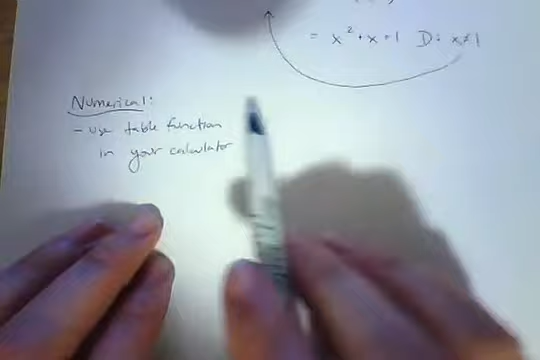 = x² + x + 1 D: x≠1
Numerical:
- use table function
in your calculator